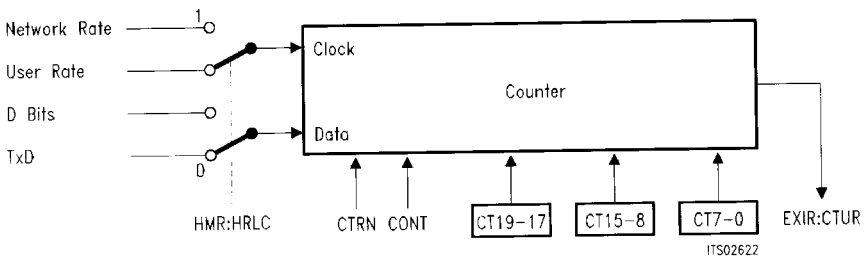 1
Network Rate
Clock
User Rate
Counter
D Bits
Data
TxD
0
HMR:HRLC
CTRN CONT
CT19-17
CT15-8
CT7-0
EXIR:CTUR
ITS02622